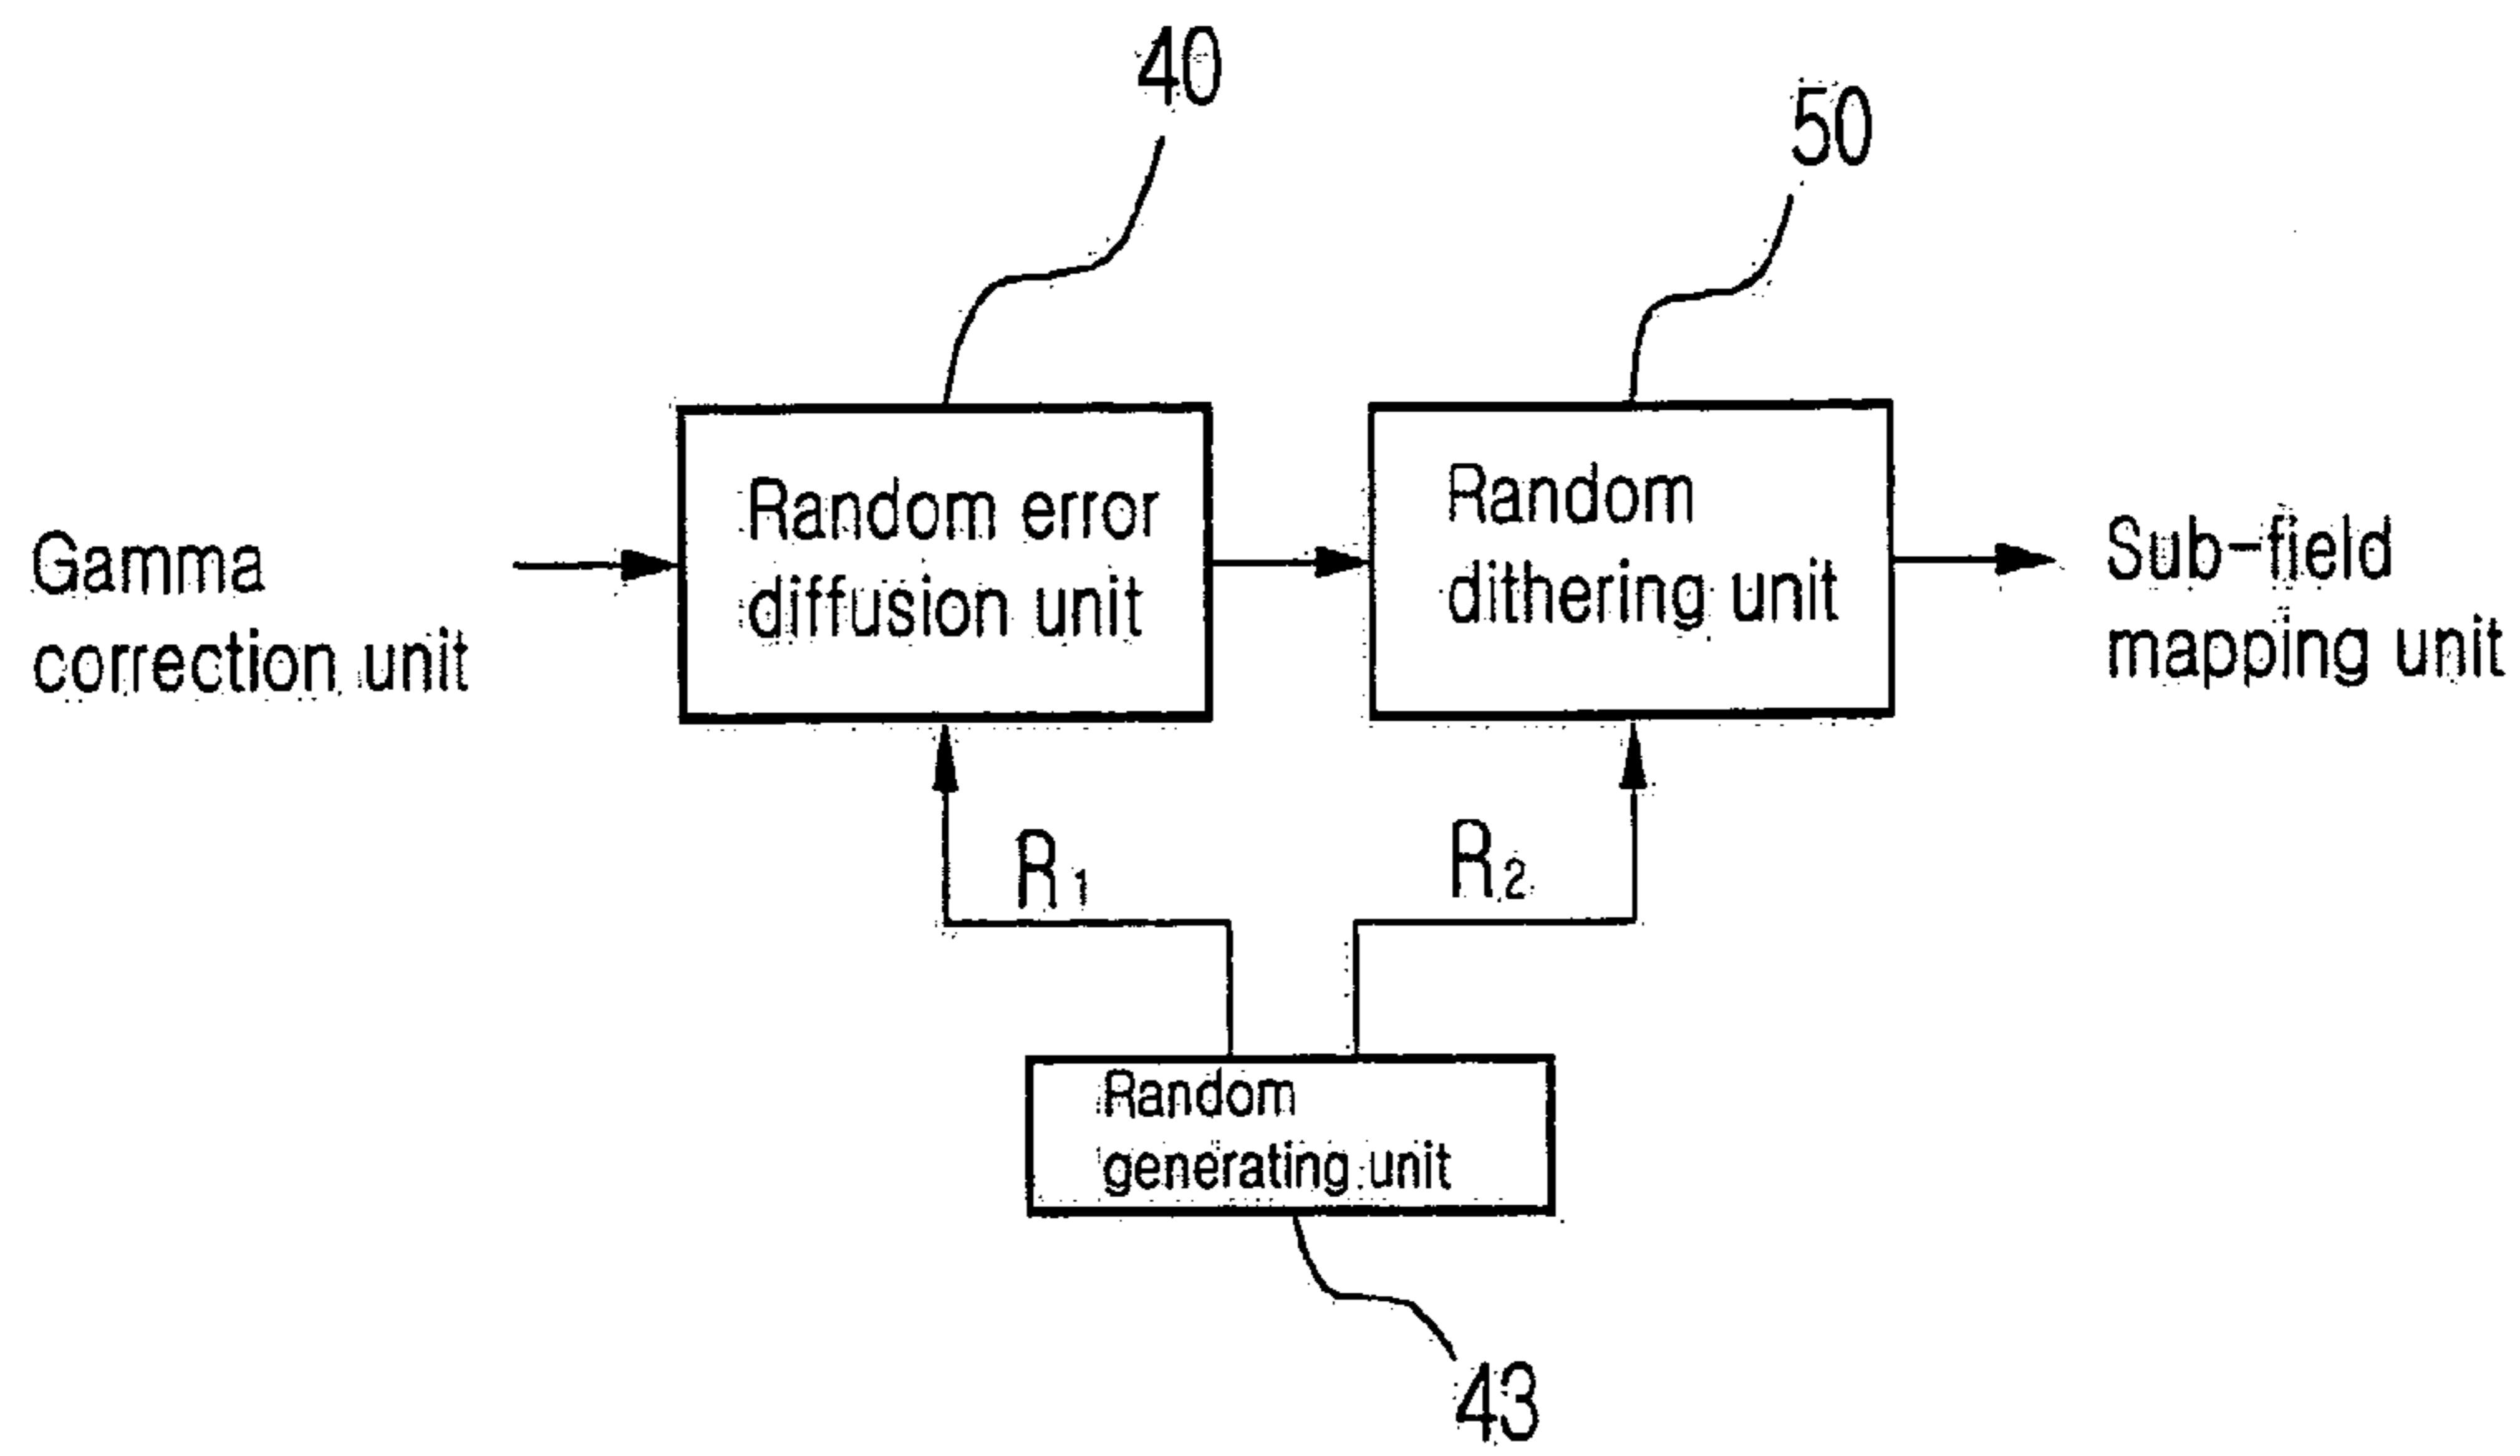 40
50
Gamma
correction unit
Random error
diffusion unit
Random
dithering unit
Sub-field
mapping unit
R1
R2
Random
generating unit
43